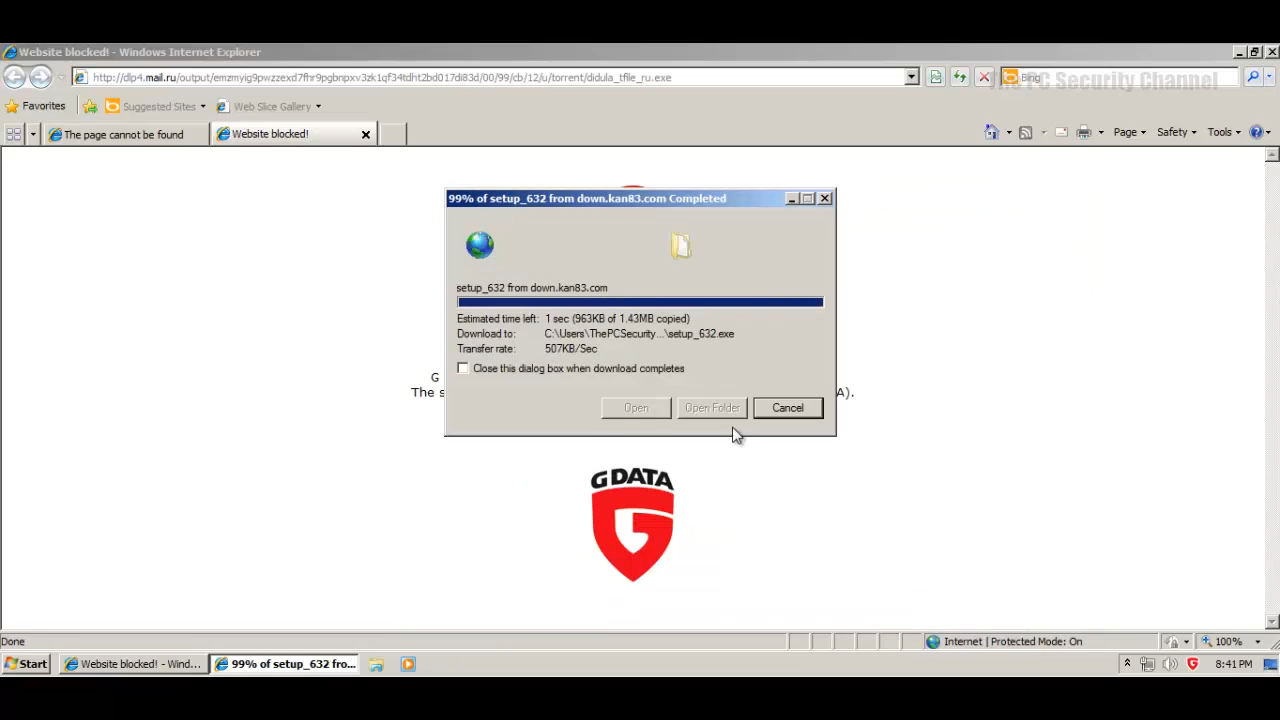 Website blocked! - Windows Internet Explorer
http://dlp4.mail.ru/output/emzmyig9pwzzexd7fhr9pgbnpxv3zk1qf34tdht2bd017di83d/00/99/cb/12/u/torrent/didula_tfile_ru.exe
Bing
The PC Security Channel
Favorites
Suggested Sites
Web Slice Gallery
The page cannot be found
Website blocked!
Page
Safety
Tools
99% of setup_632 from down.kan83.com Completed
setup_632 from down.kan83.com
Estimated time left: 1 sec (963KB of 1.43MB copied)
Download to: C:\Users\ThePCSecurity...\setup_632.exe
Transfer rate: 507KB/Sec
Close this dialog box when download completes
G
The s
A).
Open
Open Folder
Cancel
G DATA
G
Done
Internet | Protected Mode: On
100%
Start
Website blocked! - Wind...
99% of setup_632 fro...
8:41 PM